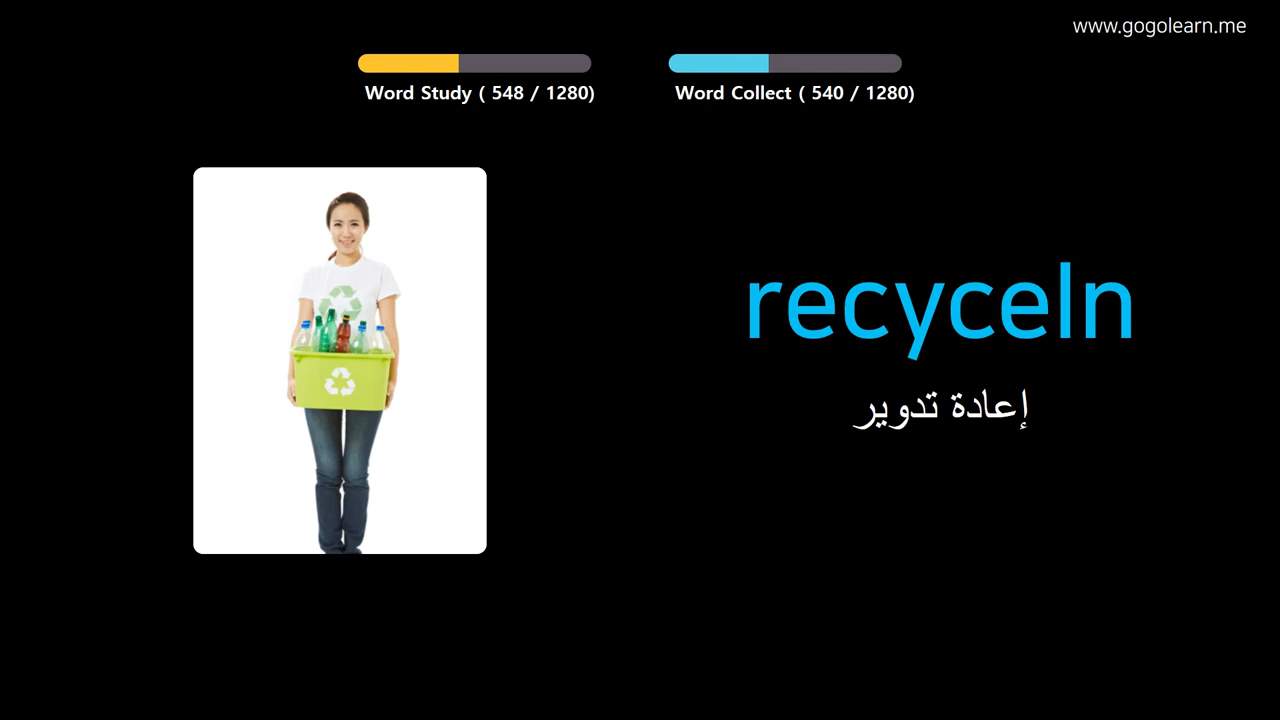 www.gogolearn.me
Word Study ( 548 / 1280)
Word Collect ( 540 / 1280)
recyceln
إعادة تدوير